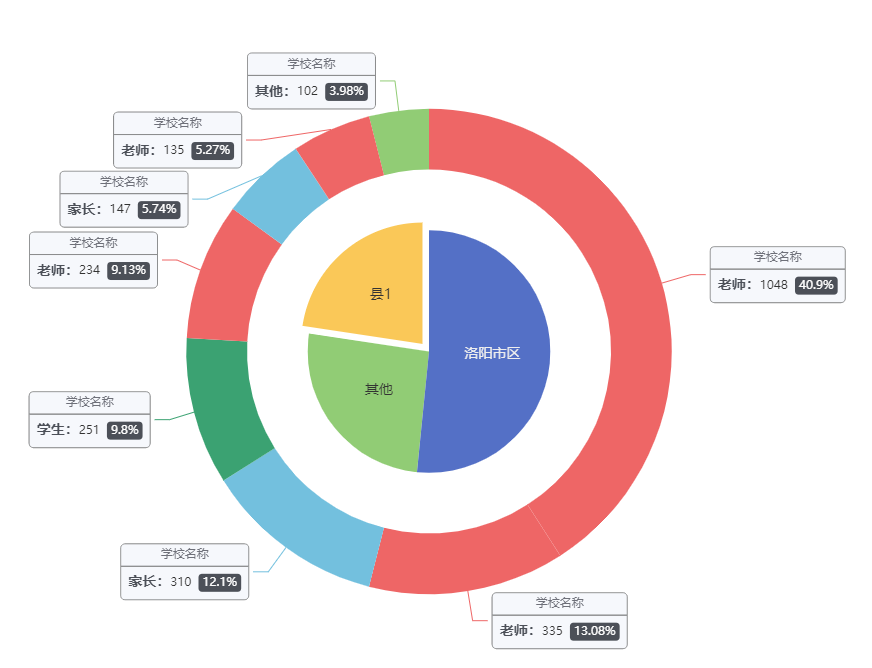 学校名称
其他：102 3.98%
学校名称
老师：135 5.27%
学校名称
家长：147 5.74%
学校名称
老师：234 9.13%
学校名称
老师：1048 40.9%
县1
洛阳市区
其他
学校名称
学生：251 9.8%
学校名称
家长：310 12.1%
学校名称
老师：335 13.08%